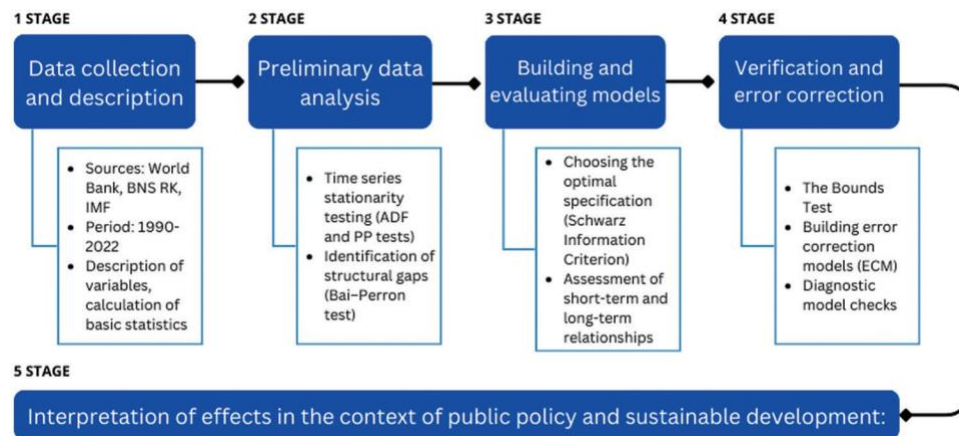 1 STAGE
Data collection
and description
• Sources: World
Bank, BNS RK,
IMF
• Period: 1990-
2022
• Description of
variables,
calculation of
basic statistics
2 STAGE
Preliminary data
analysis
• Time series
stationarity
testing (ADF
and PP tests)
• Identification of
structural gaps
(Bai–Perron
test)
3 STAGE
Building and
evaluating models
• Choosing the
optimal
specification
(Schwarz
Information
Criterion)
• Assessment of
short-term and
long-term
relationships
4 STAGE
Verification and
error correction
• The Bounds
Test
• Building error
correction
models (ECM)
• Diagnostic
model checks
5 STAGE
Interpretation of effects in the context of public policy and sustainable development: